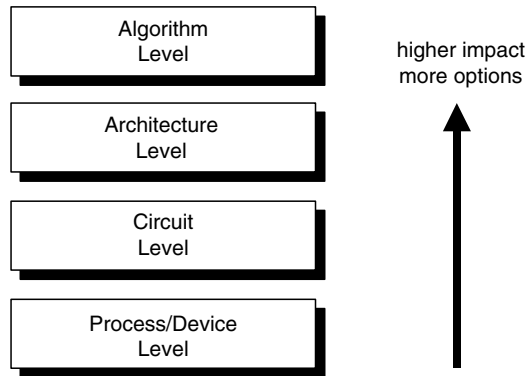 Algorithm
Level
higher impact
more options
Architecture
Level
Circuit
Level
Process/Device
Level